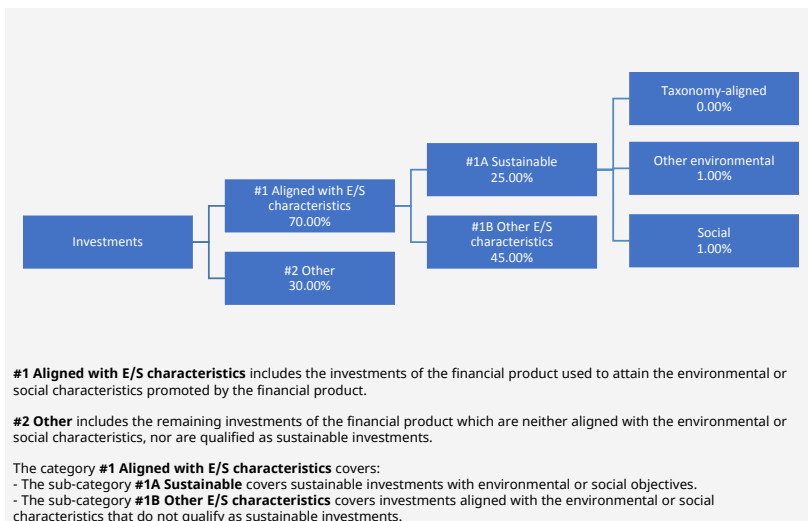 Investments
#1 Aligned with E/S
characteristics
70.00%
#2 Other
30.00%
#1A Sustainable
25.00%
#1B Other E/S
characteristics
45.00%
Taxonomy-aligned
0.00%
Other environmental
1.00%
Social
1.00%
#1 Aligned with E/S characteristics includes the investments of the financial product used to attain the environmental or
social characteristics promoted by the financial product.
#2 Other includes the remaining investments of the financial product which are neither aligned with the environmental or
social characteristics, nor are qualified as sustainable investments.
The category #1 Aligned with E/S characteristics covers:
- The sub-category #1A Sustainable covers sustainable investments with environmental or social objectives.
- The sub-category #1B Other E/S characteristics covers investments aligned with the environmental or social
characteristics that do not qualify as sustainable investments.